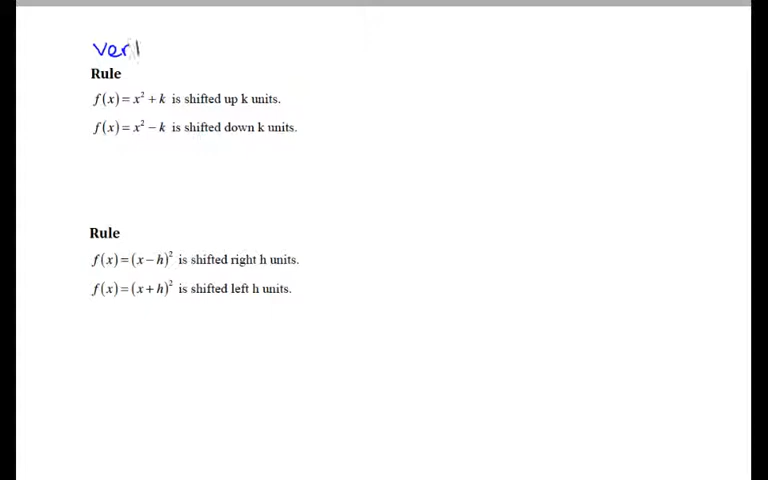 ver
Rule
f(x) = x² + k is shifted up k units.
f(x) = x² − k is shifted down k units.
Rule
f(x) = (x − h)² is shifted right h units.
f(x) = (x + h)² is shifted left h units.